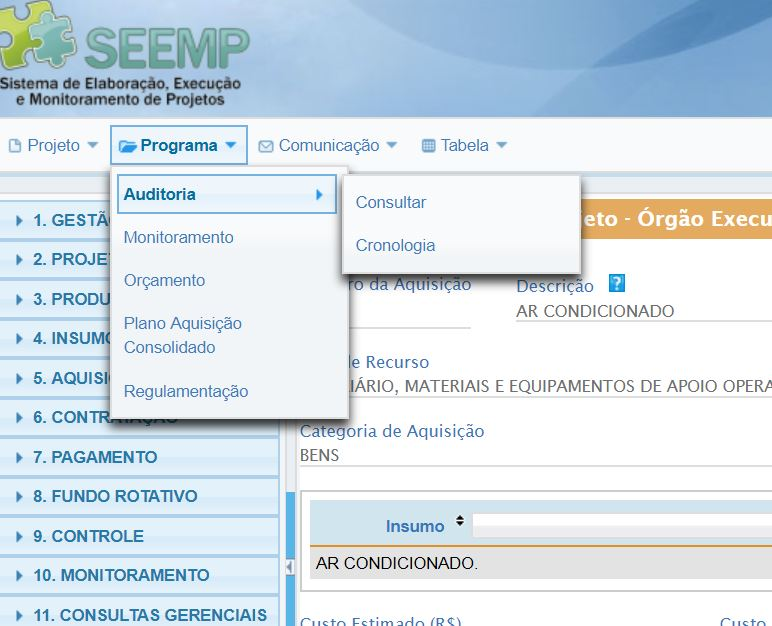 SEEMP
Sistema de Elaboração, Execução
e Monitoramento de Projetos
Projeto
Programa
Comunicação
Tabela
Auditoria
Monitoramento
Orçamento
Plano Aquisição
Consolidado
Regulamentação
Consultar
Cronologia
1. GESTÃ
2. PROJE
3. PRODU
4. INSUMO
5. AQUISI
6. CONTRATAÇÃO
7. PAGAMENTO
8. FUNDO ROTATIVO
9. CONTROLE
10. MONITORAMENTO
11. CONSULTAS GERENCIAIS
eto - Órgão Execu
ro da Aquisição
Descrição ?
AR CONDICIONADO
de Recurso
IÁRIO, MATERIAIS E EQUIPAMENTOS DE APOIO OPERA
Categoria de Aquisição
BENS
Insumo
AR CONDICIONADO.
Custo Estimado (R$)
Custo